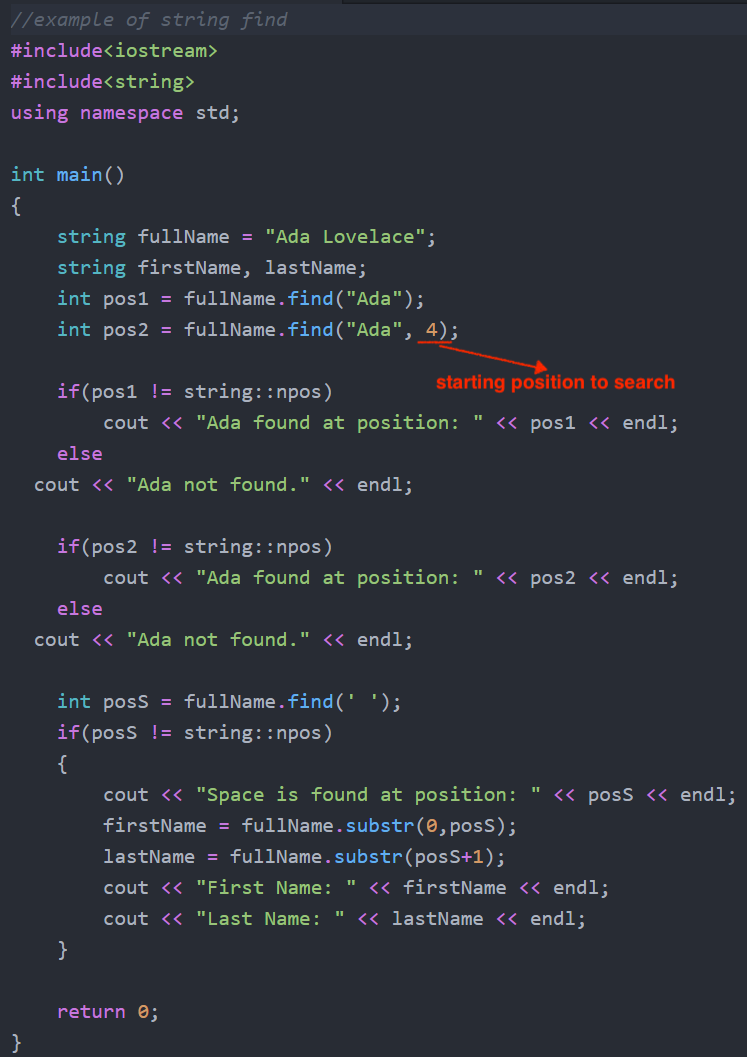 //example of string find
#include<iostream>
#include<string>
using namespace std;

int main()
{
    string fullName = "Ada Lovelace";
    string firstName, lastName;
    int pos1 = fullName.find("Ada");
    int pos2 = fullName.find("Ada", 4);
starting position to search
    if(pos1 != string::npos)
        cout << "Ada found at position: " << pos1 << endl;
    else
  cout << "Ada not found." << endl;

    if(pos2 != string::npos)
        cout << "Ada found at position: " << pos2 << endl;
    else
  cout << "Ada not found." << endl;

    int posS = fullName.find(' ');
    if(posS != string::npos)
    {
        cout << "Space is found at position: " << posS << endl;
        firstName = fullName.substr(0,posS);
        lastName = fullName.substr(posS+1);
        cout << "First Name: " << firstName << endl;
        cout << "Last Name: " << lastName << endl;
    }

    return 0;
}